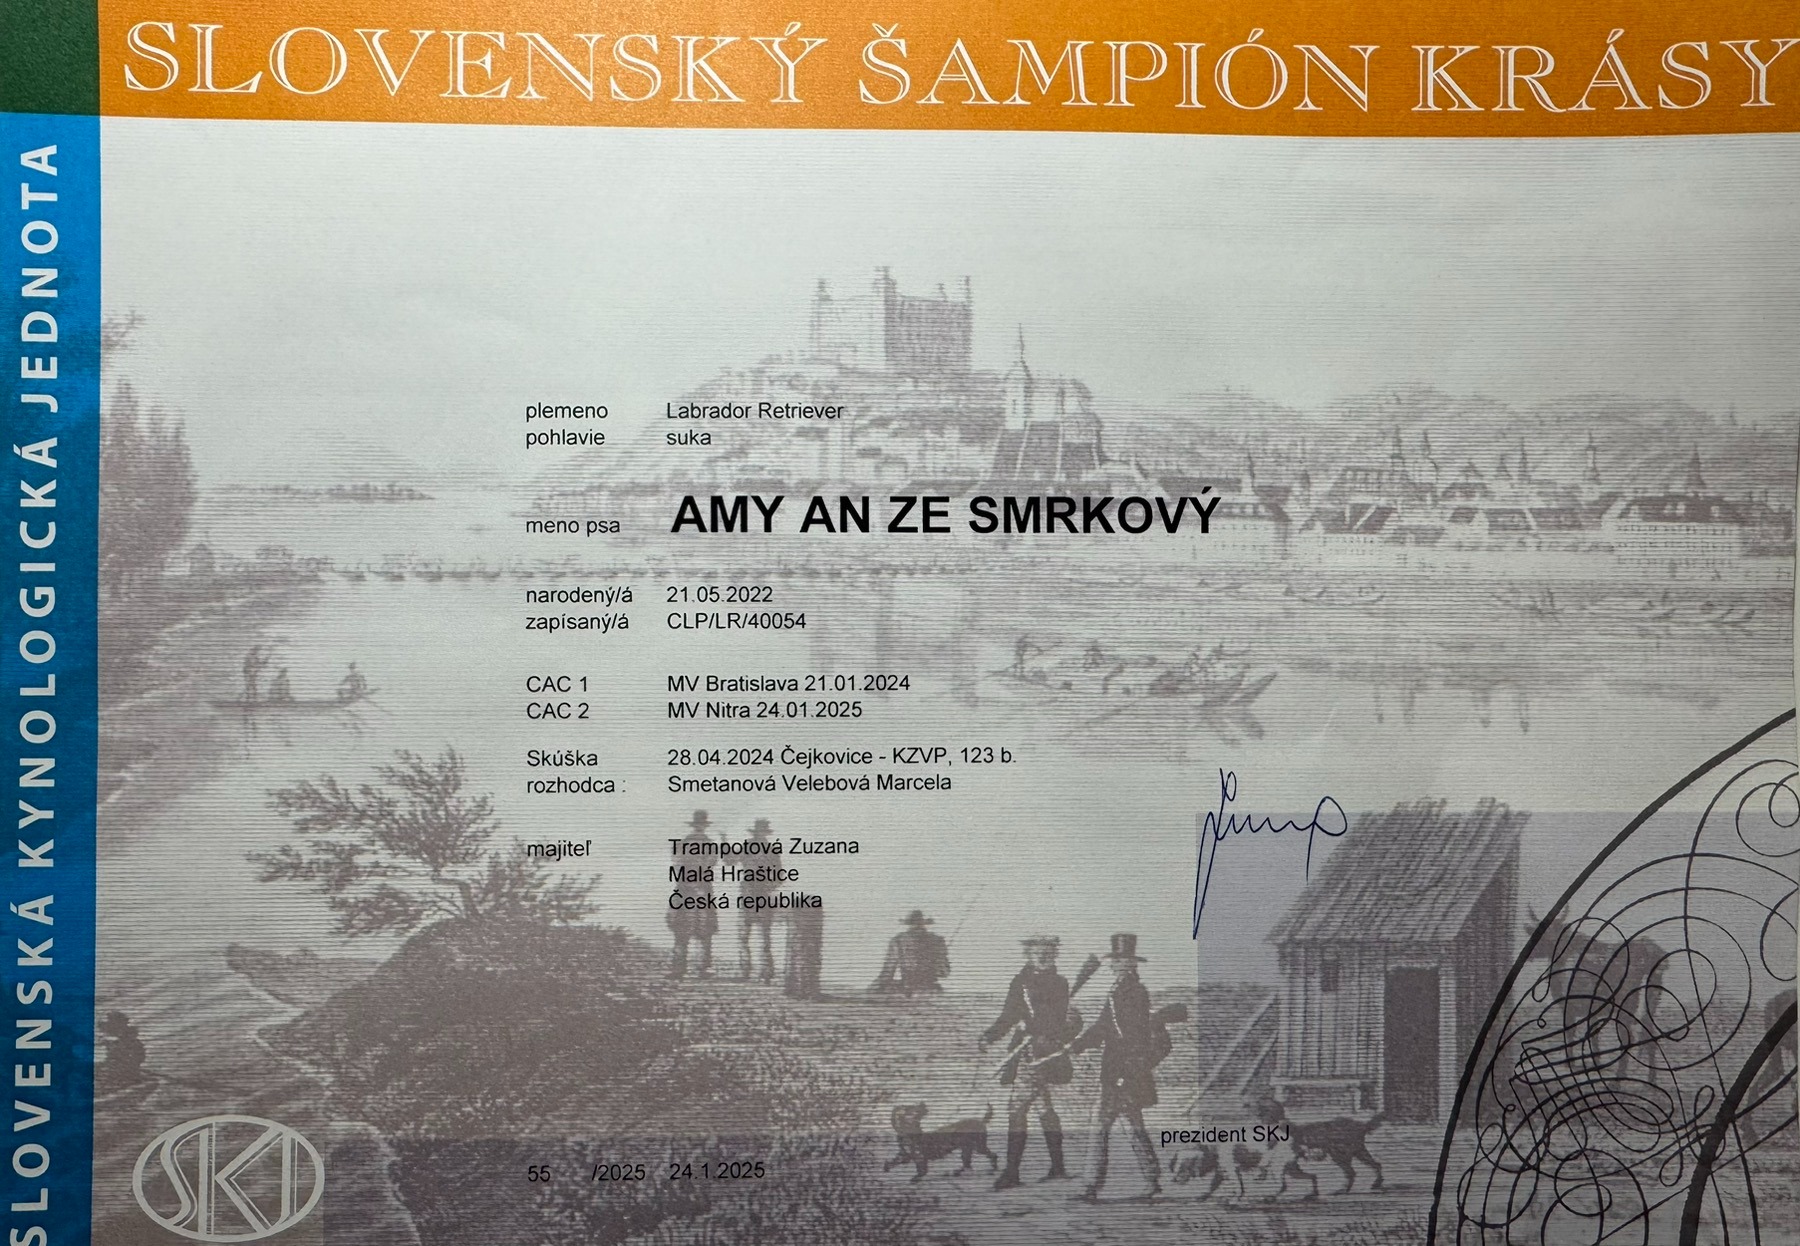 SLOVENSKÝ ŠAMPIÓN KRÁSY
SLOVENSKÁ KYNOLOGICKÁ JEDNOTA
plemeno Labrador Retriever
pohlavie suka
meno psa AMY AN ZE SMRKOVÝ
narodený/á 21.05.2022
zapísaný/á CLP/LR/40054
CAC 1 MV Bratislava 21.01.2024
CAC 2 MV Nitra 24.01.2025
Skúška 28.04.2024 Čejkovice - KZVP, 123 b.
rozhodca : Smetanová Velebová Marcela
majiteľ Trampotová Zuzana
Malá Hraštice
Česká republika
prezident SKJ
55 /2025 24.1.2025
SKJ